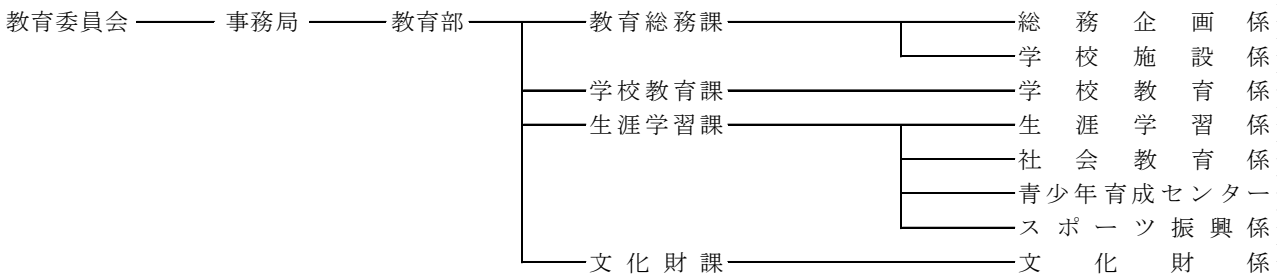 教育委員会 事務局 教育部 教育総務課 総務企画係
学校施設係
学校教育課 学校教育係
生涯学習課 生涯学習係
社会教育係
青少年育成センター
スポーツ振興係
文化財課 文化財係